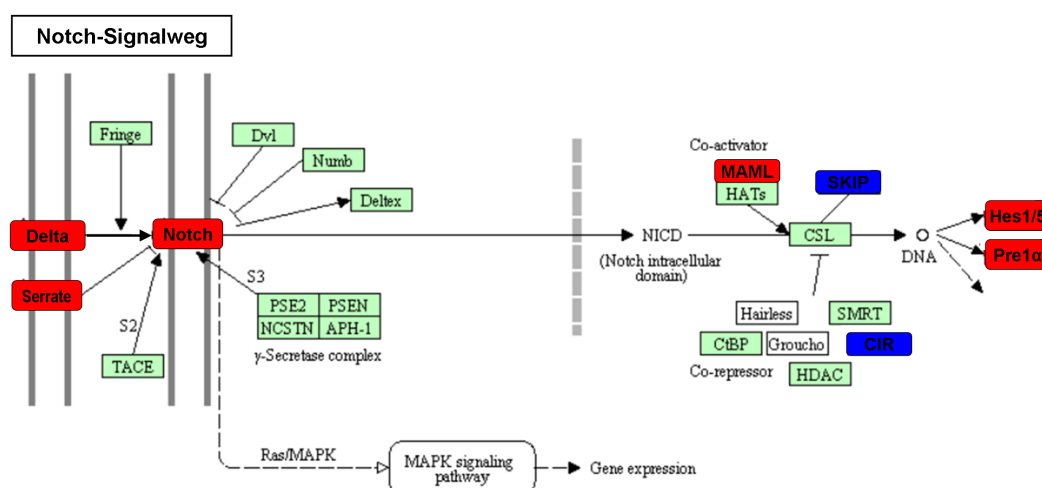 Notch-Signalweg
Fringe
Dvl
Numb
Deltex
Co-activator
MAML
HATs
SKIP
Delta
Notch
NICD
(Notch intracellular
domain)
CSL
DNA
Hes1/5
Pre1α
Serrate
S2
TACE
S3
PSE2 PSEN
NCSTN APH-1
γ-Secretase complex
Hairless
SMRT
CtBP
Groucho
CIR
Co-repressor
HDAC
Ras/MAPK
MAPK signaling
pathway
Gene expression